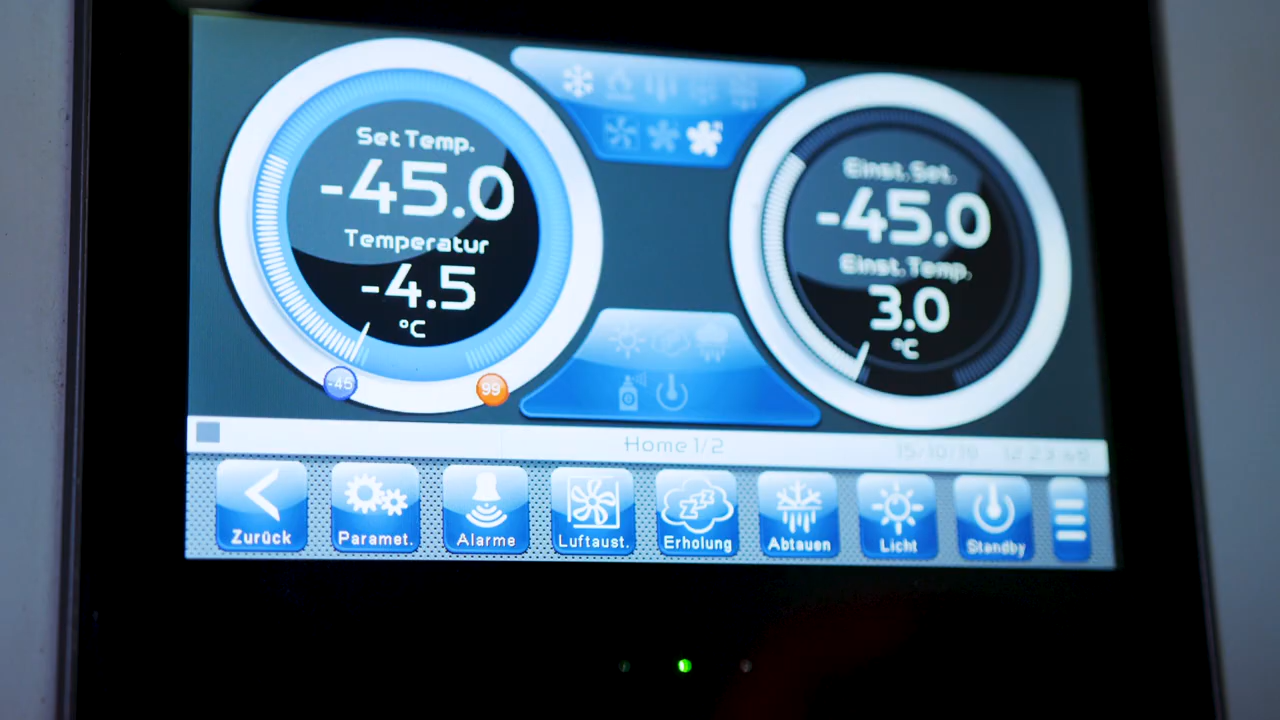 Set Temp.
-45.0
Temperatur
-4.5
°C
-45
99
Einst.Set.
-45.0
Einst.Temp.
3.0
°C
Home 1/2
Zurück
Paramet.
Alarme
Luftaust.
Erholung
Abtauen
Licht
Standby